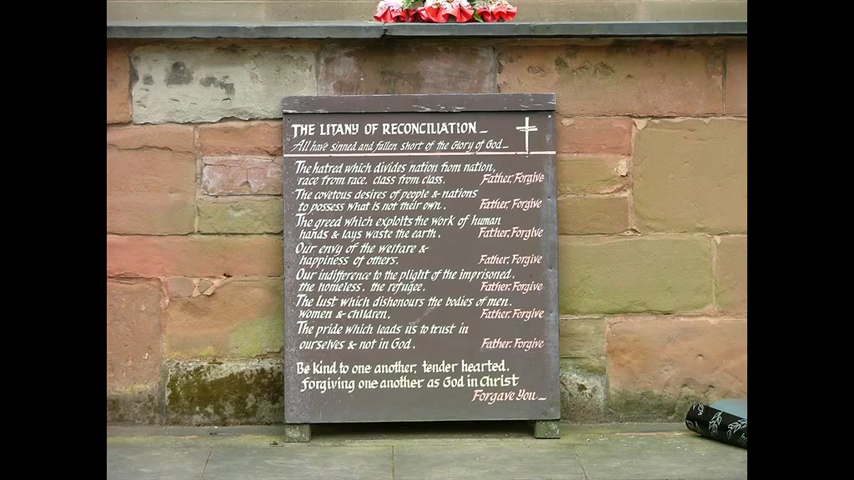 THE LITANY OF RECONCILIATION_
All have sinned and fallen short of the Glory of God_
The hatred which divides nation from nation,
race from race. class from class. Father, Forgive
The covetous desires of people & nations
to possess what is not their own. Father, Forgive
The greed which exploits the work of human
hands & lays waste the earth. Father, Forgive
Our envy of the welfare &
happiness of others. Father, Forgive
Our indifference to the plight of the imprisoned.
the homeless, the refugee. Father, Forgive
The lust which dishonours the bodies of men.
women & children. Father, Forgive
The pride which leads us to trust in
ourselves & not in God. Father, Forgive
Be kind to one another, tender hearted,
forgiving one another as God in Christ
Forgave You_